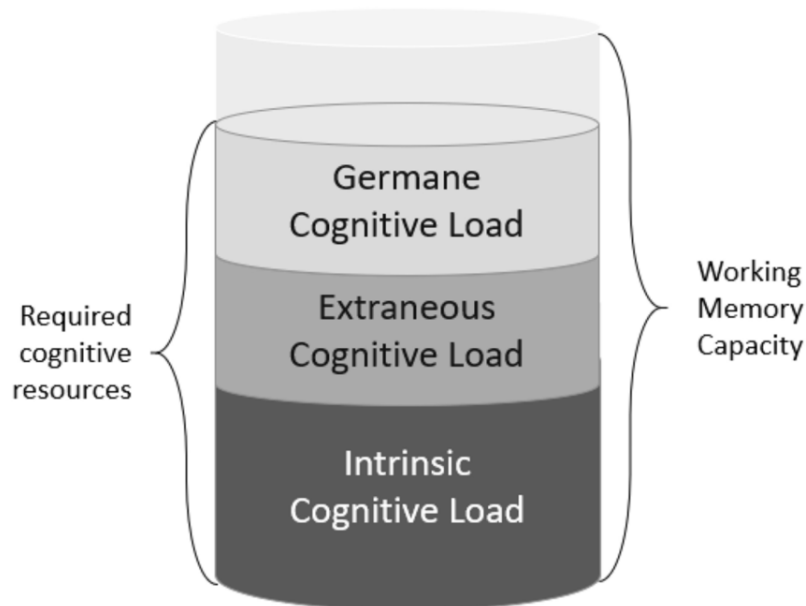 Germane
Cognitive Load
Extraneous
Cognitive Load
Intrinsic
Cognitive Load
Required
cognitive
resources
Working
Memory
Capacity